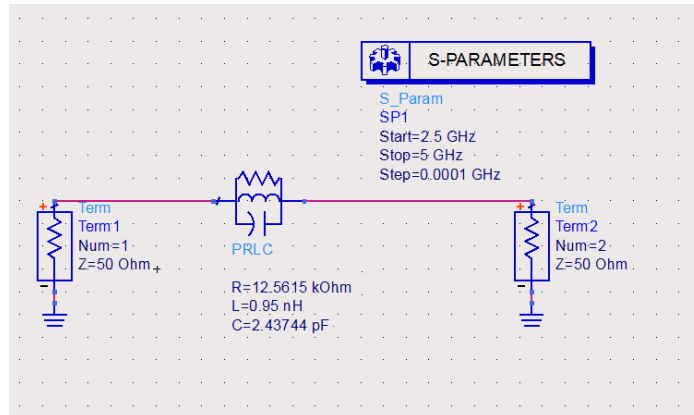 S-PARAMETERS
S_Param
SP1
Start=2.5 GHz
Stop=5 GHz
Step=0.0001 GHz
+
Term
Term1
Num=1
Z=50 Ohm
-
PRLC
R=12.5615 kOhm
L=0.95 nH
C=2.43744 pF
+
Term
Term2
Num=2
Z=50 Ohm
-